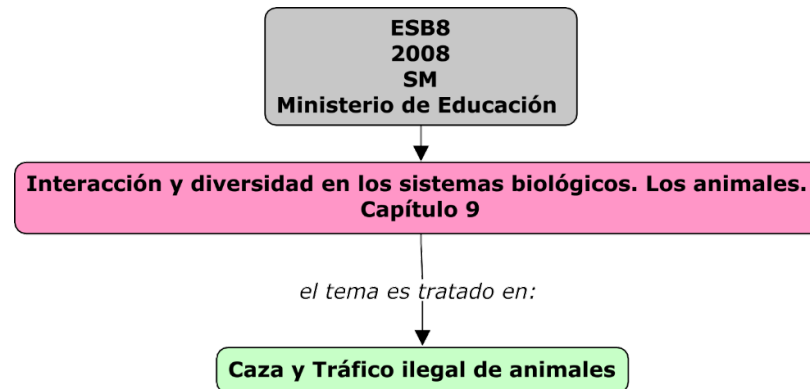 ESB8
2008
SM
Ministerio de Educación
Interacción y diversidad en los sistemas biológicos. Los animales.
Capítulo 9
el tema es tratado en:
Caza y Tráfico ilegal de animales